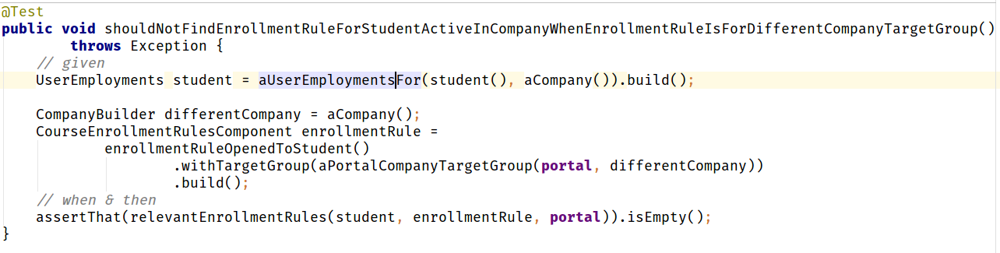 @Test
public void shouldNotFindEnrollmentRuleForStudentActiveInCompanyWhenEnrollmentRuleIsForDifferentCompanyTargetGroup()
throws Exception {
// given
UserEmployments student = aUserEmploymentsFor(student(), aCompany()).build();
CompanyBuilder differentCompany = aCompany();
CourseEnrollmentRulesComponent enrollmentRule =
enrollmentRuleOpenedToStudent()
.withTargetGroup(aPortalCompanyTargetGroup(portal, differentCompany))
.build();
// when & then
assertThat(relevantEnrollmentRules(student, enrollmentRule, portal)).isEmpty();
}